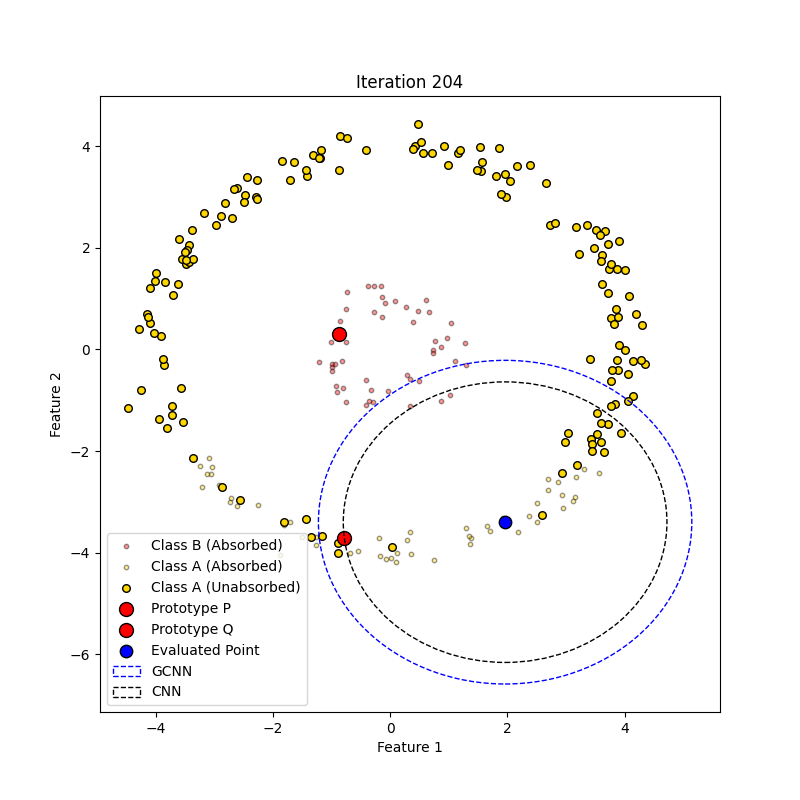 Iteration 204
4
2
0
−2
−4
−6
Feature 2
Class B (Absorbed)
Class A (Absorbed)
Class A (Unabsorbed)
Prototype P
Prototype Q
Evaluated Point
GCNN
CNN
−4
−2
0
2
4
Feature 1